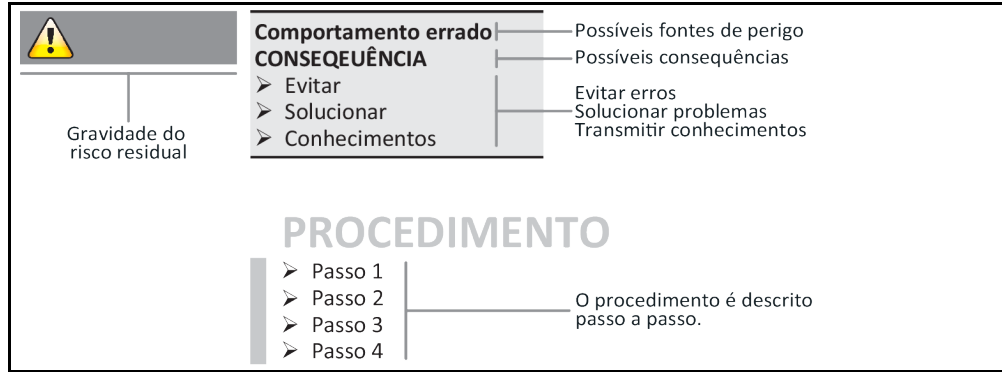 Comportamento errado
CONSEQEUÊNCIA
➢ Evitar
➢ Solucionar
➢ Conhecimentos
Possíveis fontes de perigo
Possíveis consequências
Evitar erros
Solucionar problemas
Transmitir conhecimentos
Gravidade do
risco residual
PROCEDIMENTO
➢ Passo 1
➢ Passo 2
➢ Passo 3
➢ Passo 4
O procedimento é descrito
passo a passo.